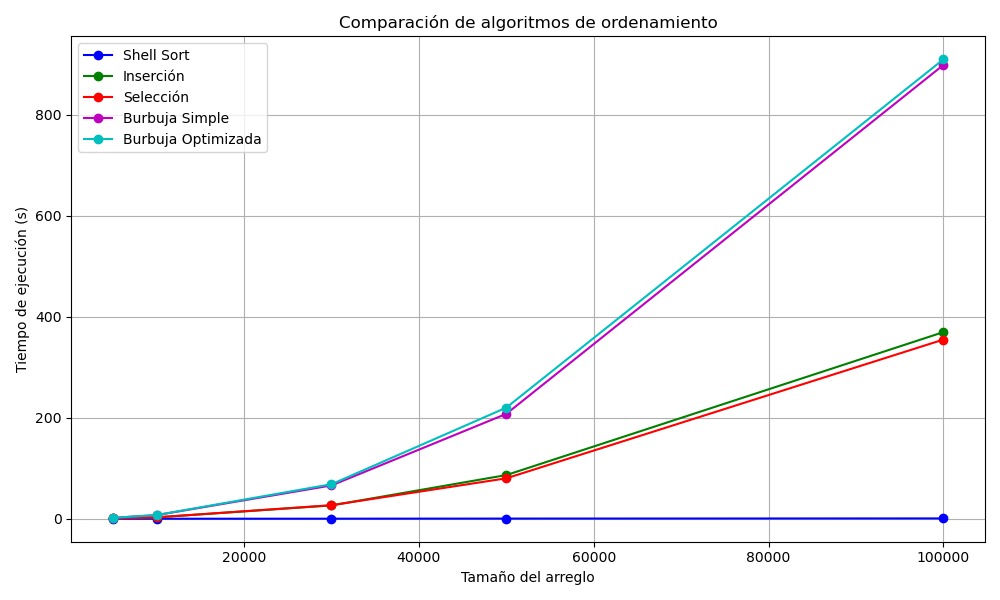 Comparación de algoritmos de ordenamiento
Shell Sort
Inserción
Selección
Burbuja Simple
Burbuja Optimizada
Tiempo de ejecución (s)
800
600
400
200
0
20000
40000
60000
80000
100000
Tamaño del arreglo